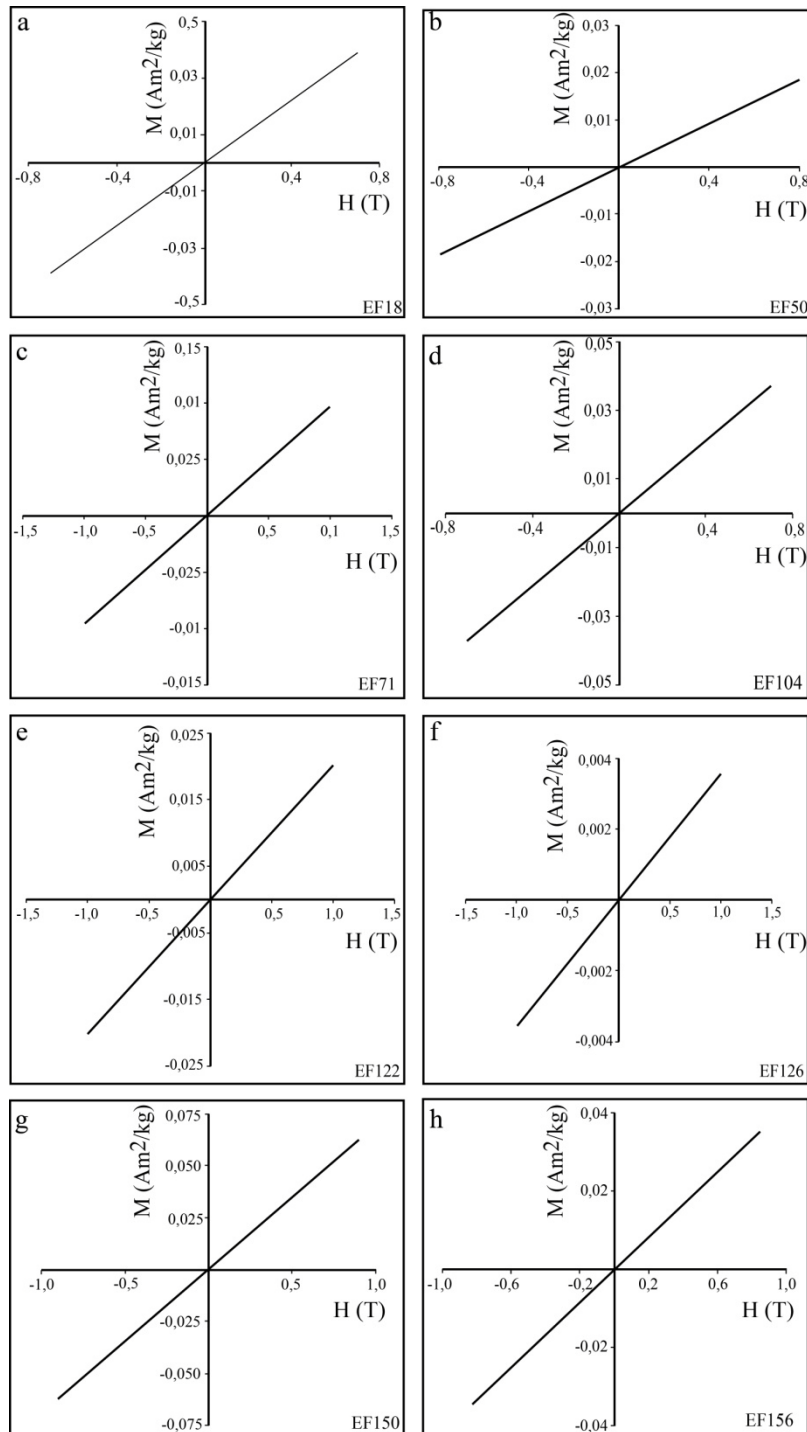 a
M (Am²/kg)
0,5
0,03
0,01
-0,8
-0,4
0,4
0,8
-0,01
H (T)
-0,03
-0,5
EF18
b
M (Am²/kg)
0,03
0,02
0,01
-0,8
-0,4
0,4
0,8
H (T)
-0,01
-0,02
-0,03
EF50
c
M (Am²/kg)
0,15
0,01
0,025
-1,5
-1,0
-0,5
0,5
0,1
1,5
H (T)
-0,025
-0,01
-0,015
EF71
d
M (Am²/kg)
0,05
0,03
0,01
-0,8
-0,4
0,4
0,8
-0,01
H (T)
-0,03
-0,05
EF104
e
M (Am²/kg)
0,025
0,015
0,005
-1,5
-1,0
-0,5
0,5
1,0
1,5
-0,005
H (T)
-0,015
-0,025
EF122
f
M (Am²/kg)
0,004
0,002
-1,5
-1,0
-0,5
0,5
1,0
1,5
H (T)
-0,002
-0,004
EF126
g
M (Am²/kg)
0,075
0,050
0,025
-1,0
-0,5
0,5
1,0
H (T)
-0,025
-0,050
-0,075
EF150
h
M (Am²/kg)
0,04
0,02
-1,0
-0,6
-0,2
0,2
0,6
1,0
H (T)
-0,02
-0,04
EF156